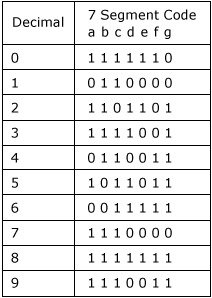 Decimal 7 Segment Code
a b c d e f g
0 1 1 1 1 1 1 0
1 0 1 1 0 0 0 0
2 1 1 0 1 1 0 1
3 1 1 1 1 0 0 1
4 0 1 1 0 0 1 1
5 1 0 1 1 0 1 1
6 0 0 1 1 1 1 1
7 1 1 1 0 0 0 0
8 1 1 1 1 1 1 1
9 1 1 1 0 0 1 1